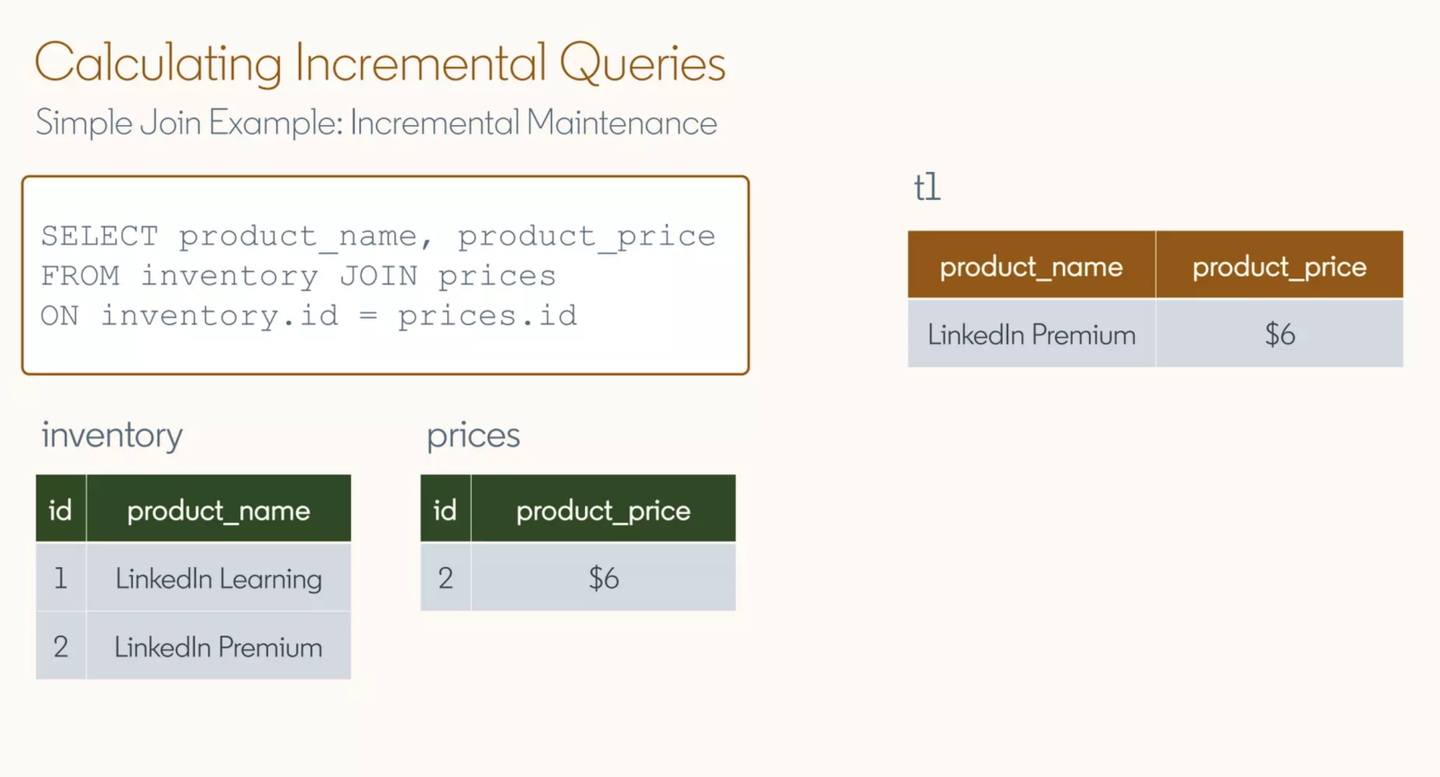 Calculating Incremental Queries
Simple Join Example: Incremental Maintenance
SELECT product_name, product_price
FROM inventory JOIN prices
ON inventory.id = prices.id
t1
product_name product_price
LinkedIn Premium $6
inventory
id product_name
1 LinkedIn Learning
2 LinkedIn Premium
prices
id product_price
2 $6